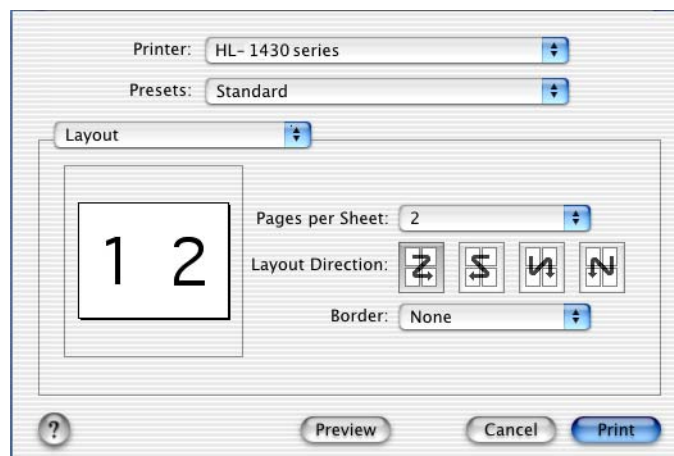 Printer: HL- 1430 series
Presets: Standard
Layout
1 2
Pages per Sheet: 2
Layout Direction:
Border: None
? Preview Cancel Print